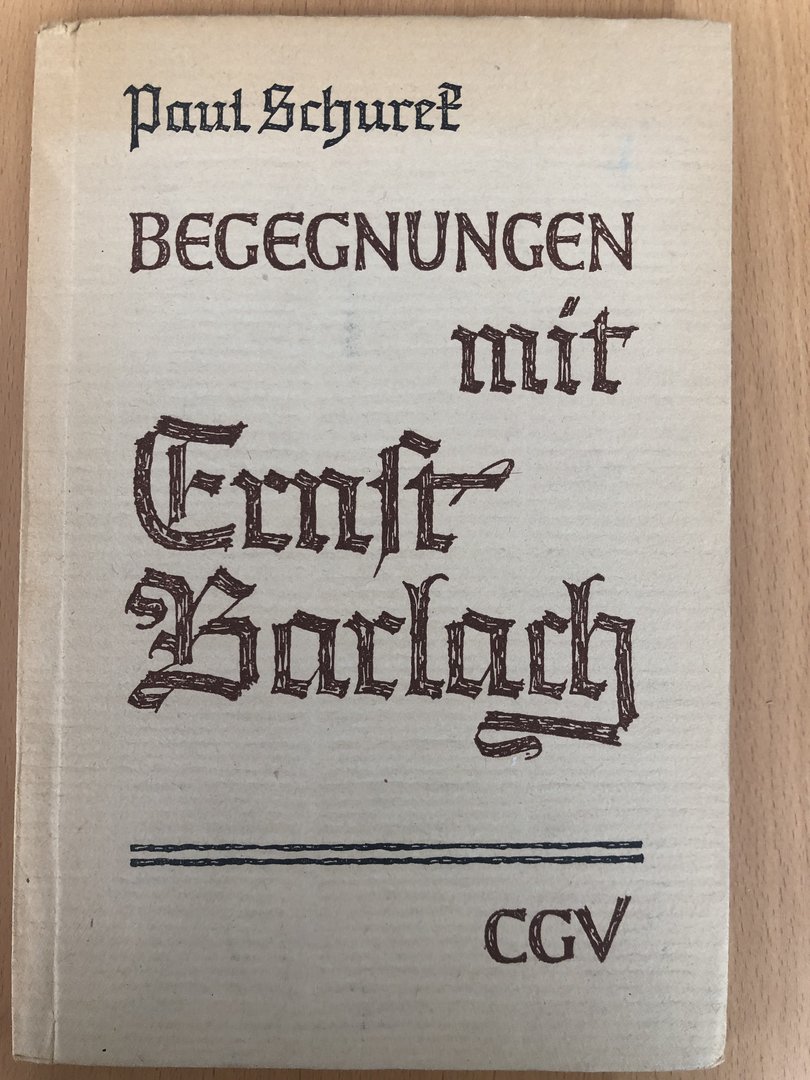 Paul Schurek
BEGEGNUNGEN
mit
Ernſt
Barlach
CGV